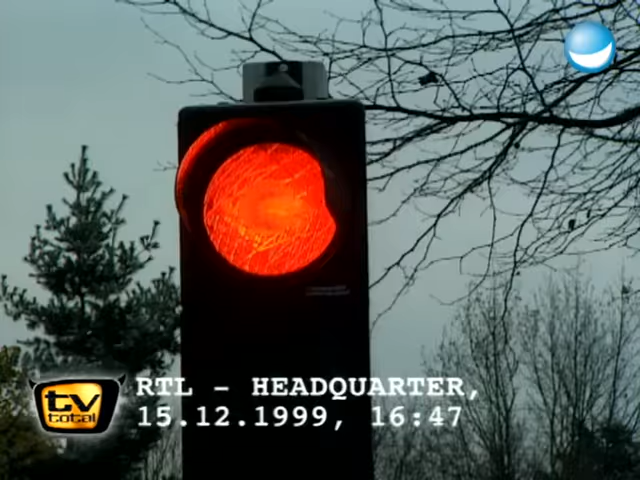 RTL - HEADQUARTER,
15.12.1999, 16:47
tv
total